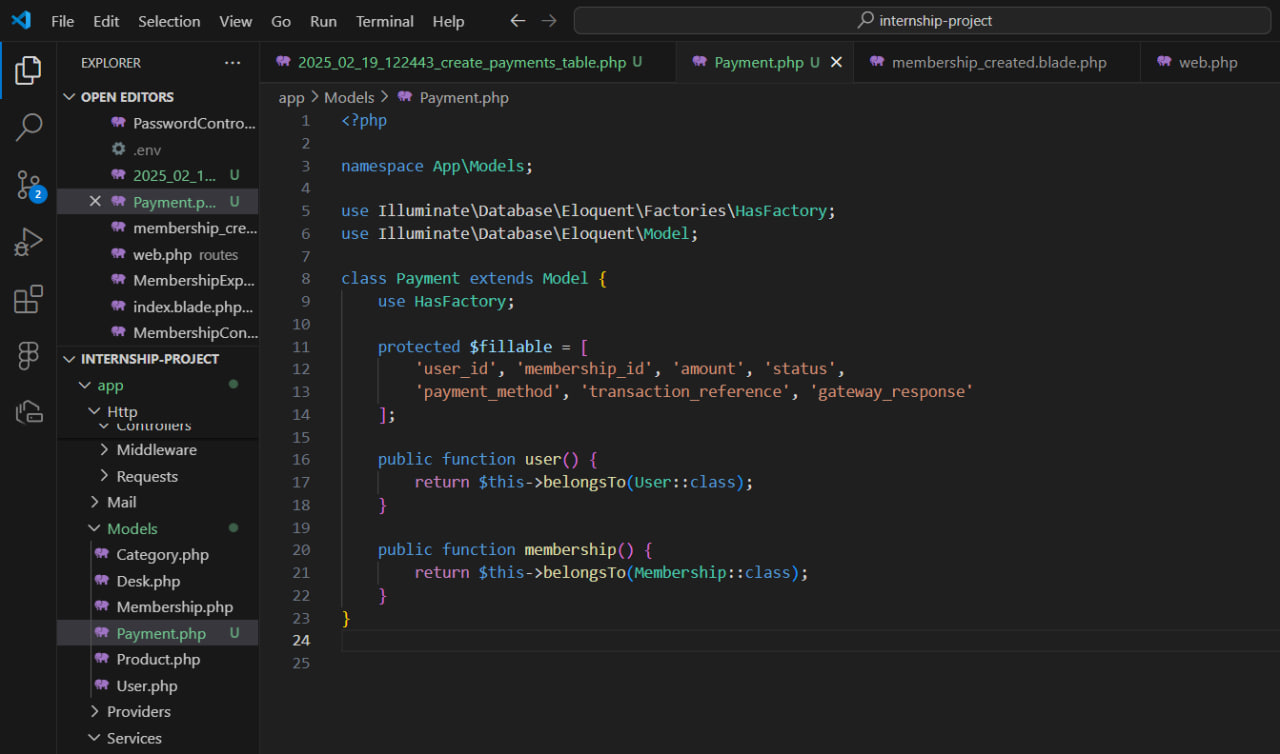 File Edit Selection View Go Run Terminal Help
internship-project
EXPLORER ...
OPEN EDITORS
PasswordContro...
.env
2025_02_1... U
Payment.p... U
membership_cre...
web.php routes
MembershipExp...
index.blade.php...
MembershipCon...
INTERNSHIP-PROJECT
app
Http
Controllers
Middleware
Requests
Mail
Models
Category.php
Desk.php
Membership.php
Payment.php U
Product.php
User.php
Providers
Services
2
2025_02_19_122443_create_payments_table.php U
Payment.php U
membership_created.blade.php
web.php
app > Models > Payment.php
1 <?php
2
3 namespace App\Models;
4
5 use Illuminate\Database\Eloquent\Factories\HasFactory;
6 use Illuminate\Database\Eloquent\Model;
7
8 class Payment extends Model {
9     use HasFactory;
10
11     protected $fillable = [
12         'user_id', 'membership_id', 'amount', 'status',
13         'payment_method', 'transaction_reference', 'gateway_response'
14     ];
15
16     public function user() {
17         return $this->belongsTo(User::class);
18     }
19
20     public function membership() {
21         return $this->belongsTo(Membership::class);
22     }
23 }
24
25